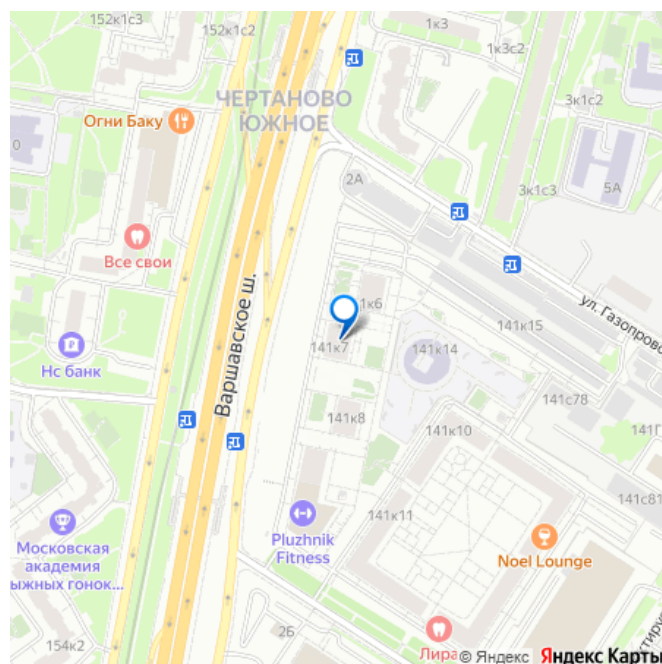 152к1с3
152к1с2
1к3
1к3с2
ЧЕРТАНОВО
ЮЖНОЕ
Огни Баку
3к1с2
2А
3к1с3
5А
Все свои
ул. Газопрово
Варшавское ш.
1к6
141к15
141к7
141к14
Нс банк
141с78
141к8
141к10
141Г
141с81
141к11
Pluzhnik
Fitness
Московская
академия
ыжных гонок...
Noel Lounge
2Б
154к2
Лира
© Яндекс
Яндекс Карты